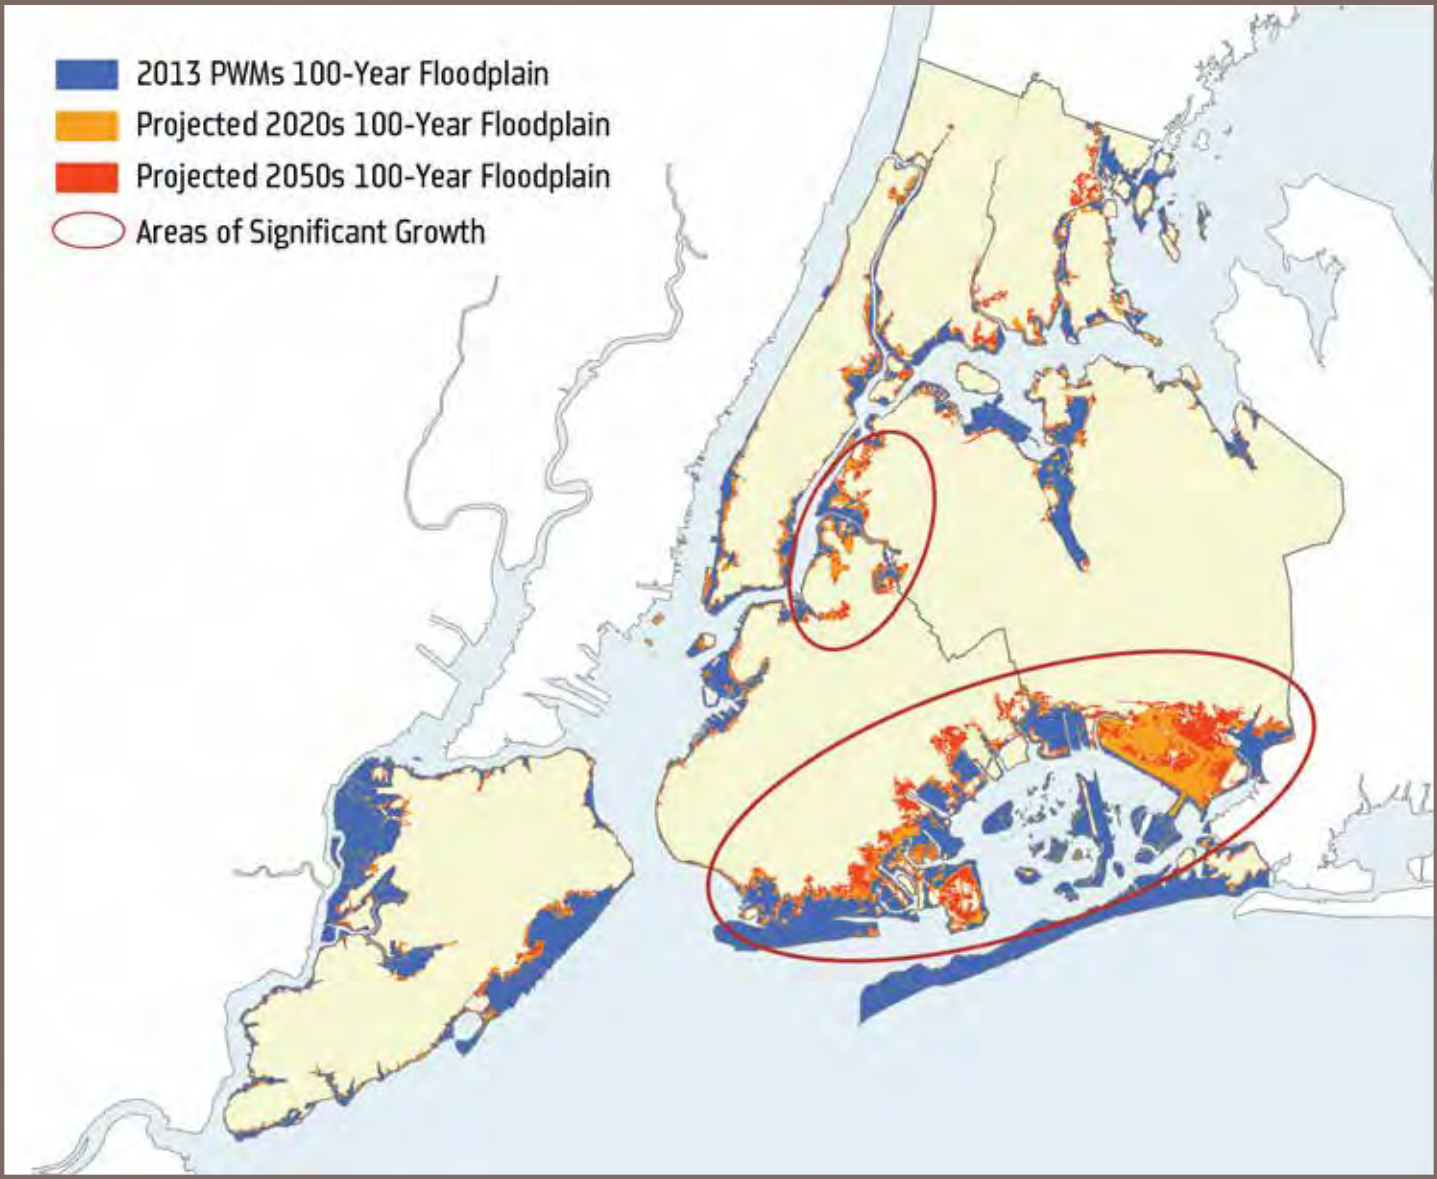 2013 PWMs 100-Year Floodplain
Projected 2020s 100-Year Floodplain
Projected 2050s 100-Year Floodplain
Areas of Significant Growth